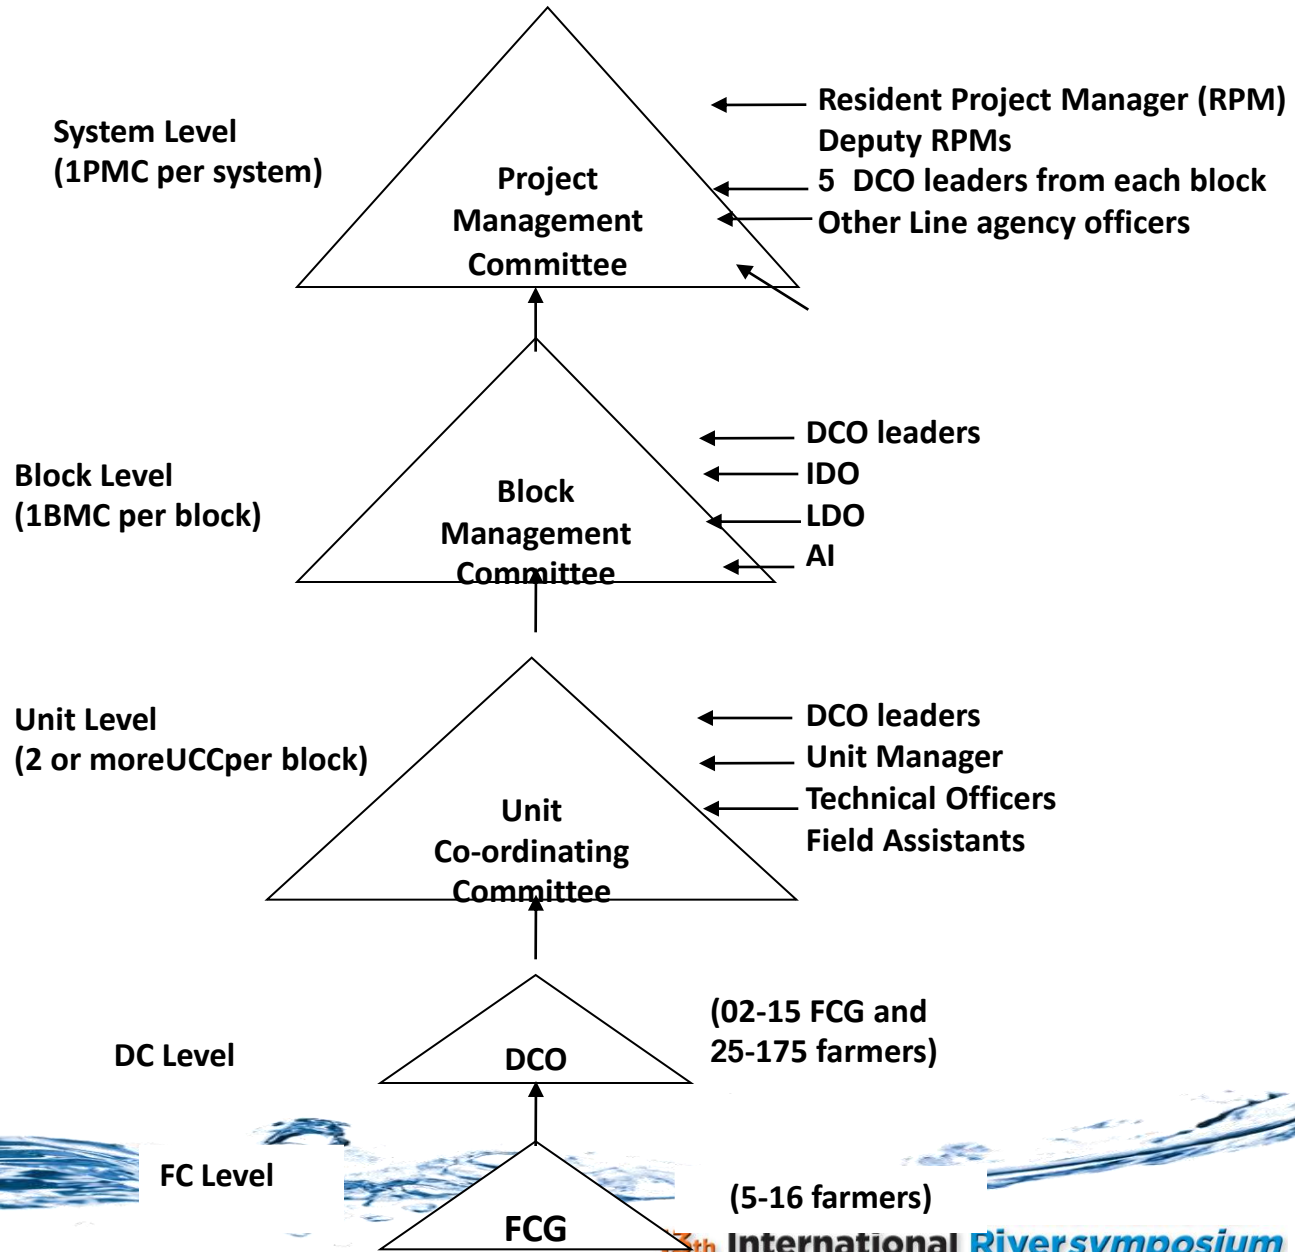 System Level
(1PMC per system)
Project
Management
Committee
Resident Project Manager (RPM)
Deputy RPMs
5 DCO leaders from each block
Other Line agency officers
Block Level
(1BMC per block)
Block
Management
Committee
DCO leaders
IDO
LDO
AI
Unit Level
(2 or moreUCCper block)
Unit
Co-ordinating
Committee
DCO leaders
Unit Manager
Technical Officers
Field Assistants
DC Level
DCO
(02-15 FCG and
25-175 farmers)
FC Level
FCG
(5-16 farmers)
International Riversymposium